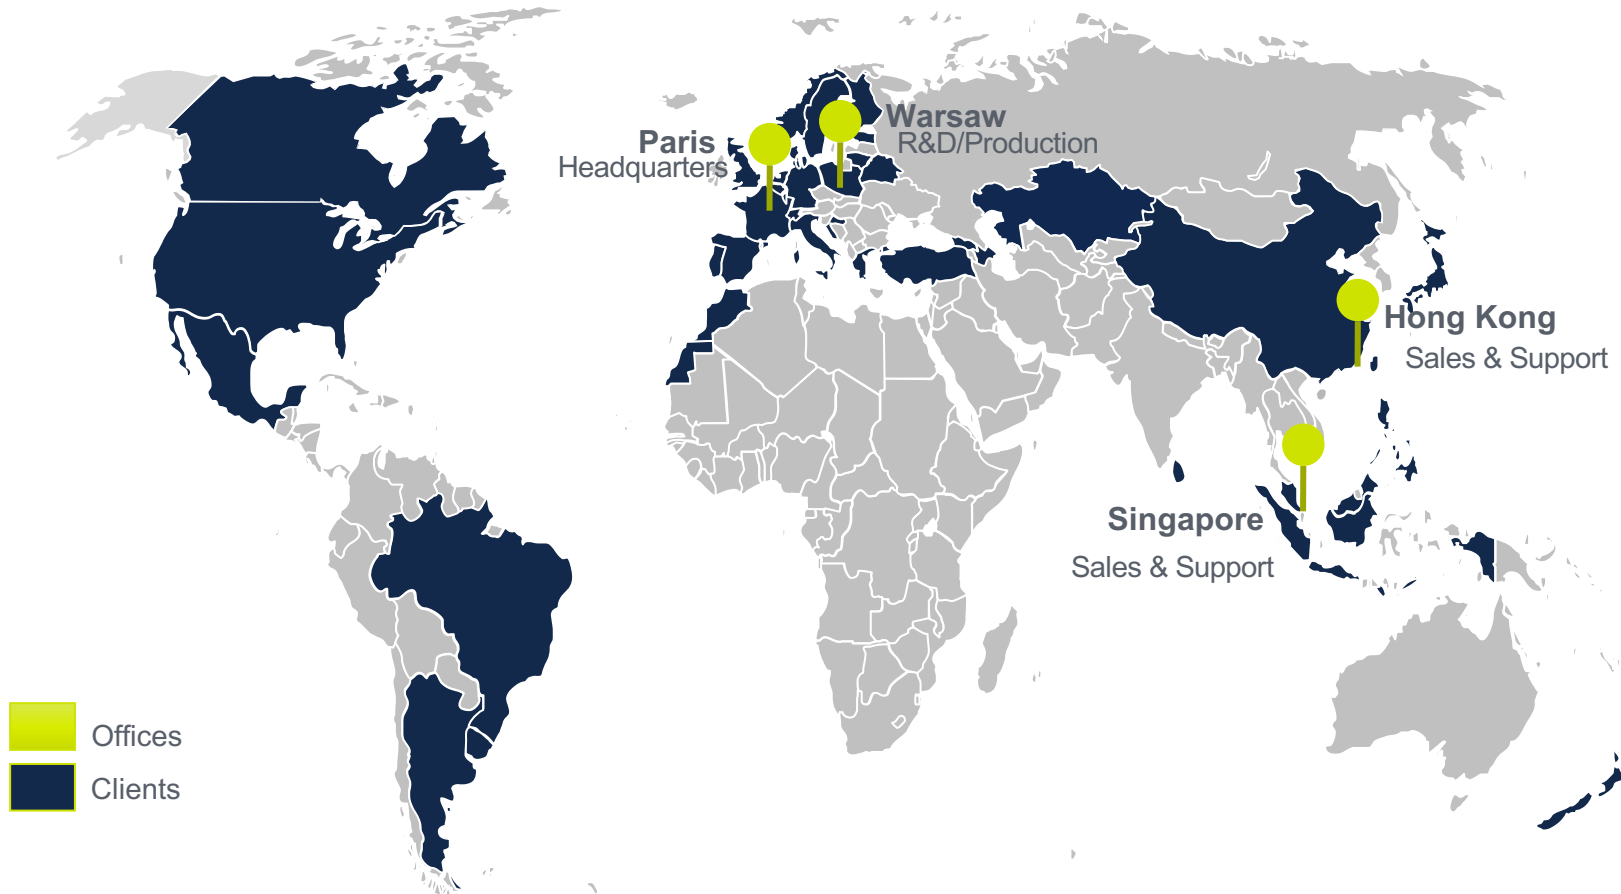 Warsaw
R&D/Production
Paris
Headquarters
Hong Kong
Sales & Support
Singapore
Sales & Support
Offices
Clients